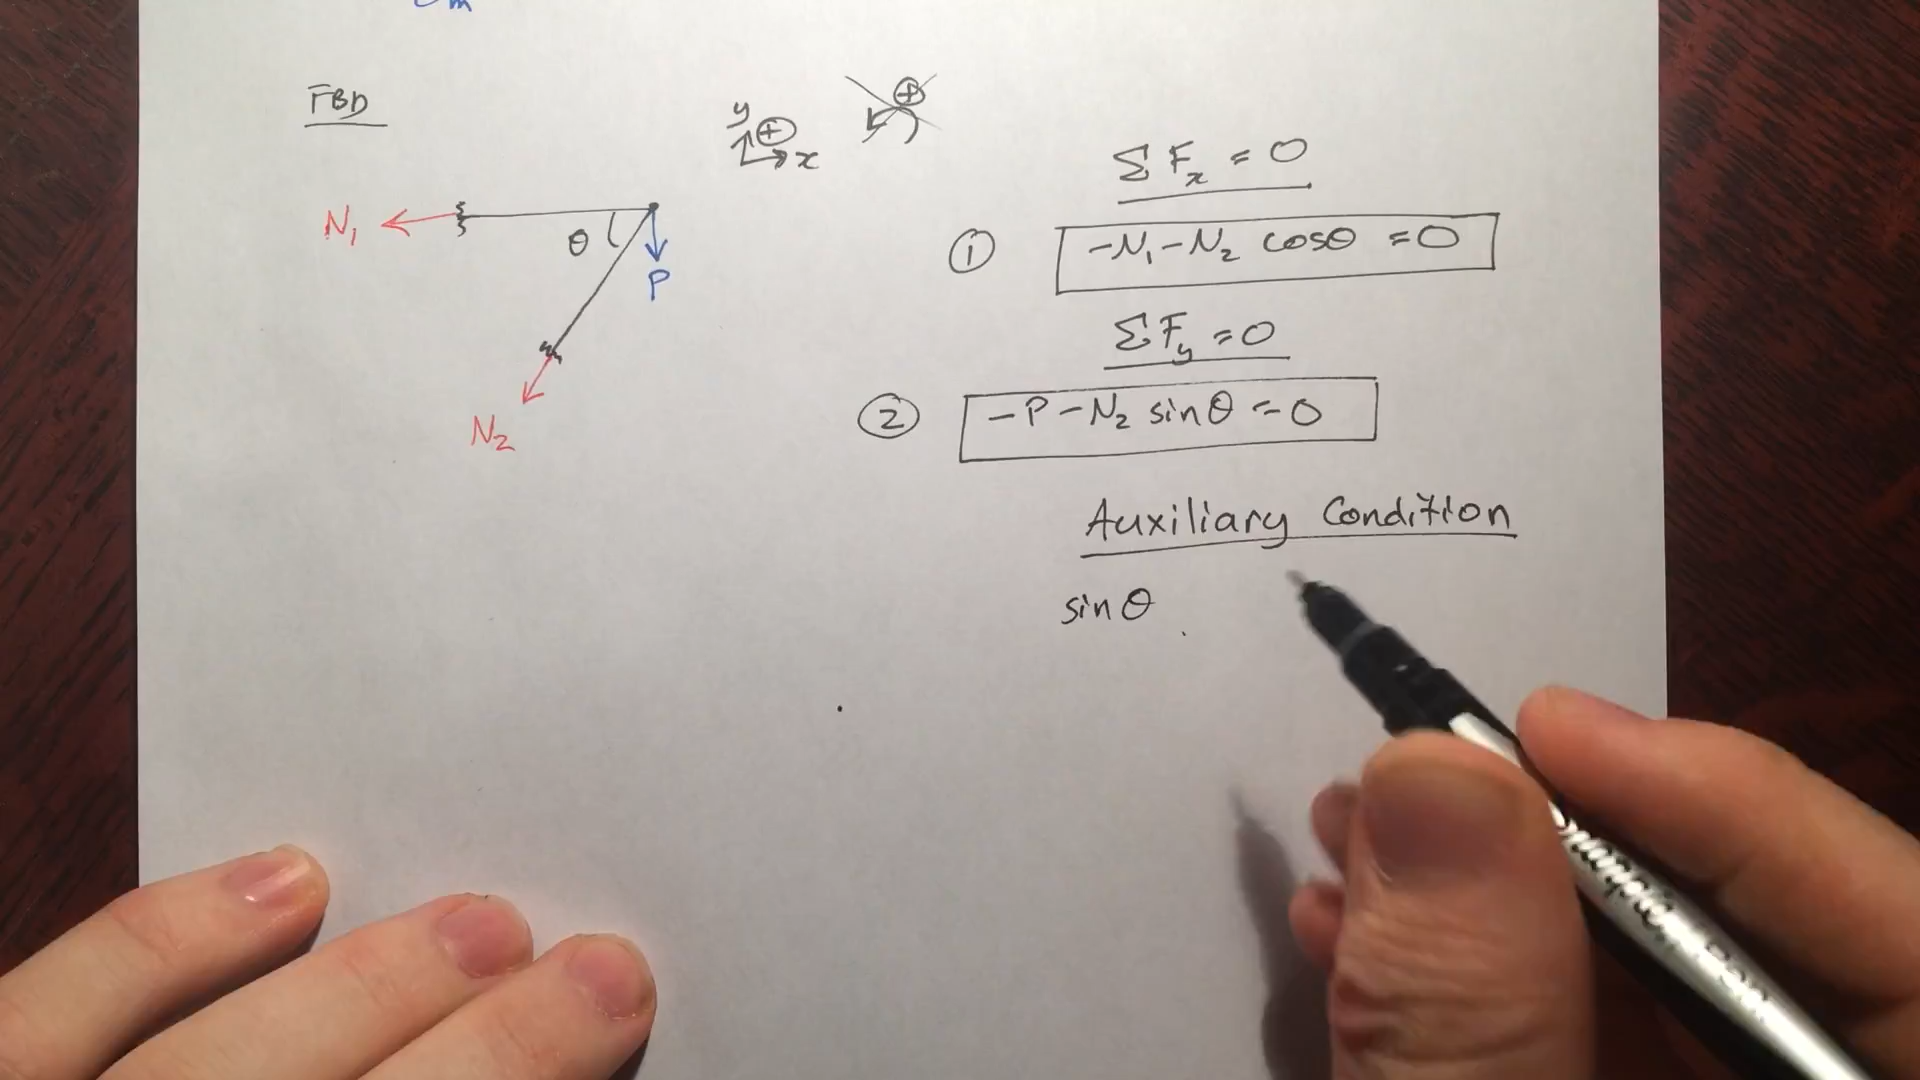 FBD
y
⊕
x
⊕
ΣFx = 0
N₁
θ
P
N₂
① -N₁-N₂ cosθ = 0
ΣFy = 0
② -P-N₂ sinθ = 0
Auxiliary Condition
sinθ